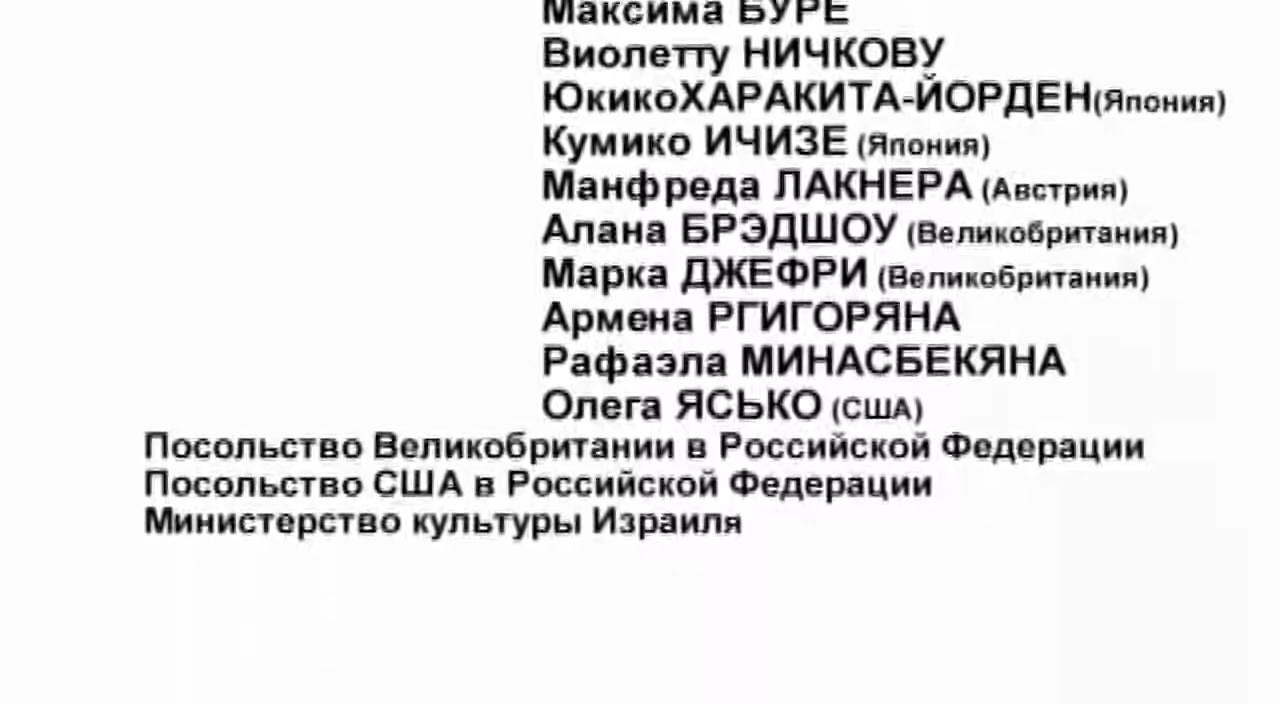 Максима БУРЕ
Виолетту НИЧКОВУ
ЮкикоХАРАКИТА-ЙОРДЕН(Япония)
Кумико ИЧИЗЕ (Япония)
Манфреда ЛАКНЕРА (Австрия)
Алана БРЭДШОУ (Великобритания)
Марка ДЖЕФРИ (Великобритания)
Армена РГИГОРЯНА
Рафаэла МИНАСБЕКЯНА
Олега ЯСЬКО (США)
Посольство Великобритании в Российской Федерации
Посольство США в Российской Федерации
Министерство культуры Израиля